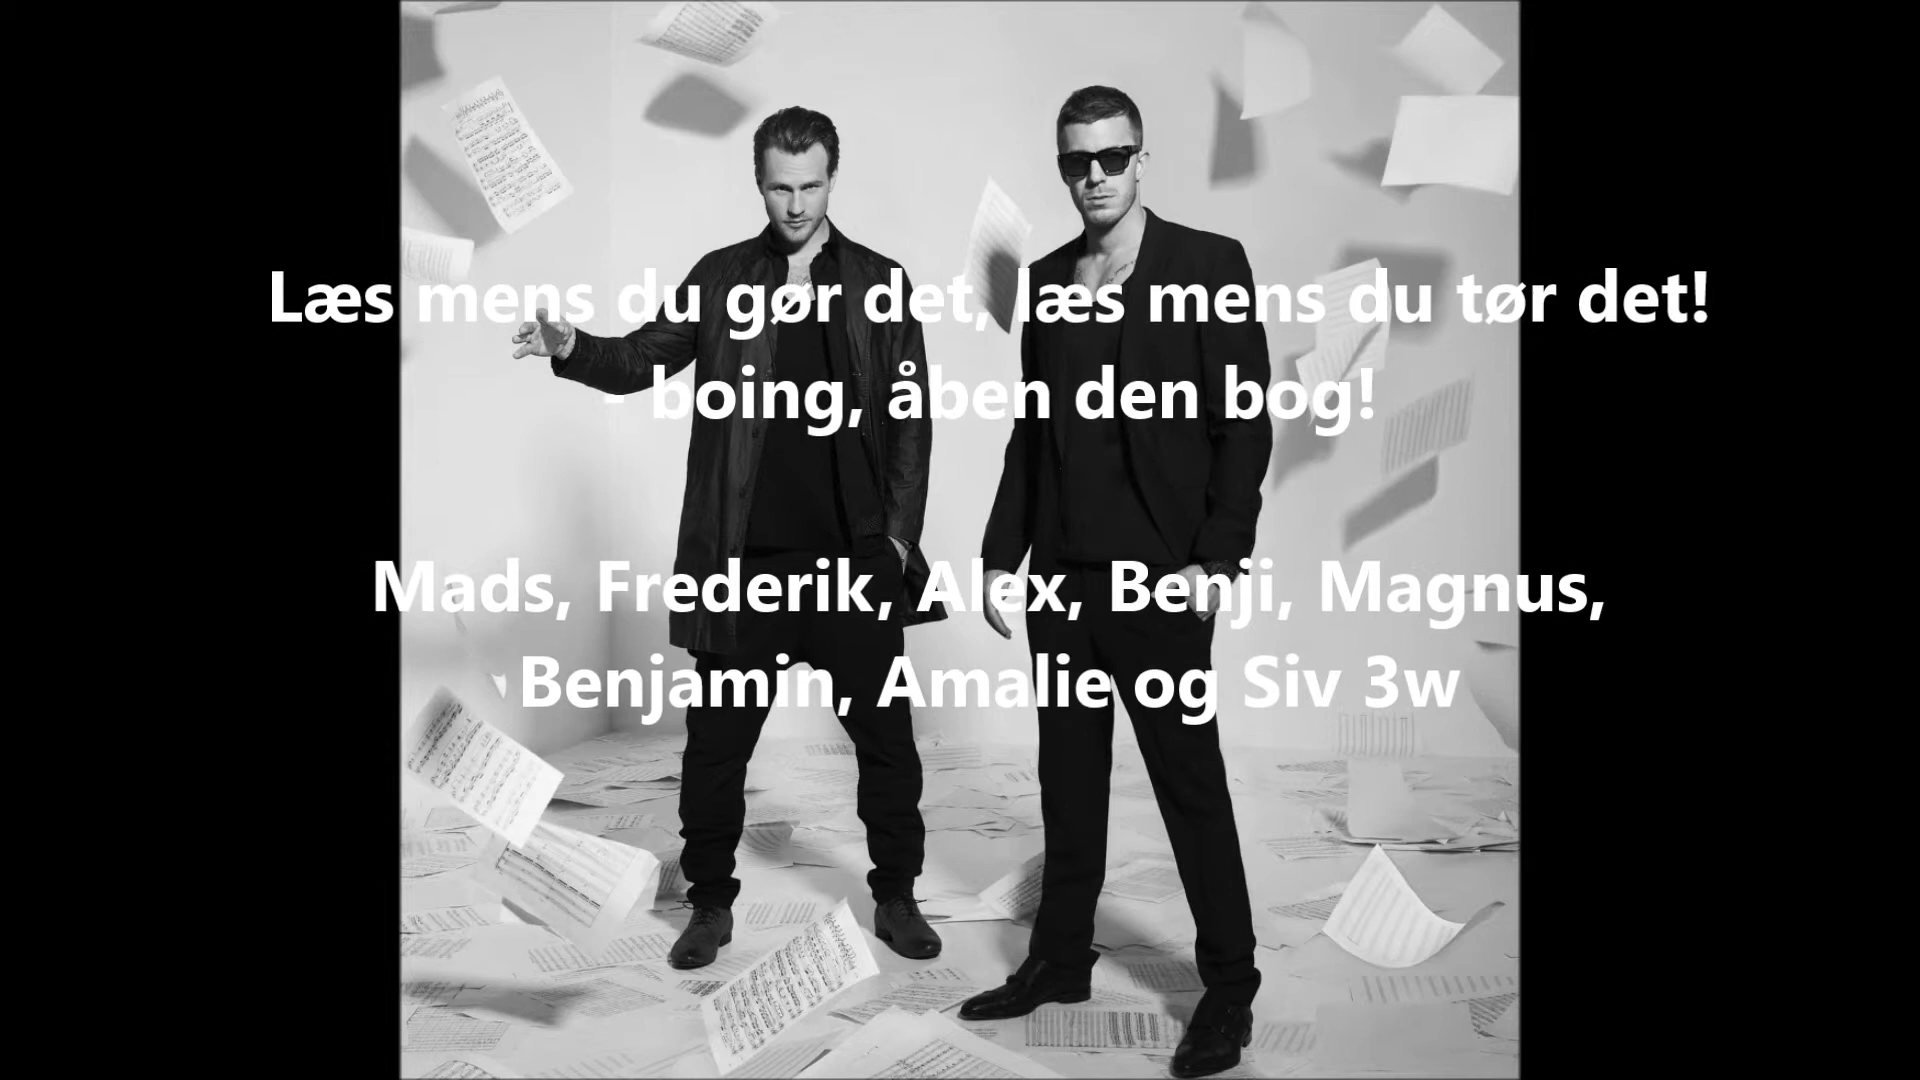 Læs mens du gør det, læs mens du tør det!
- boing, åben den bog!
Mads, Frederik, Alex, Benji, Magnus,
Benjamin, Amalie og Siv 3w